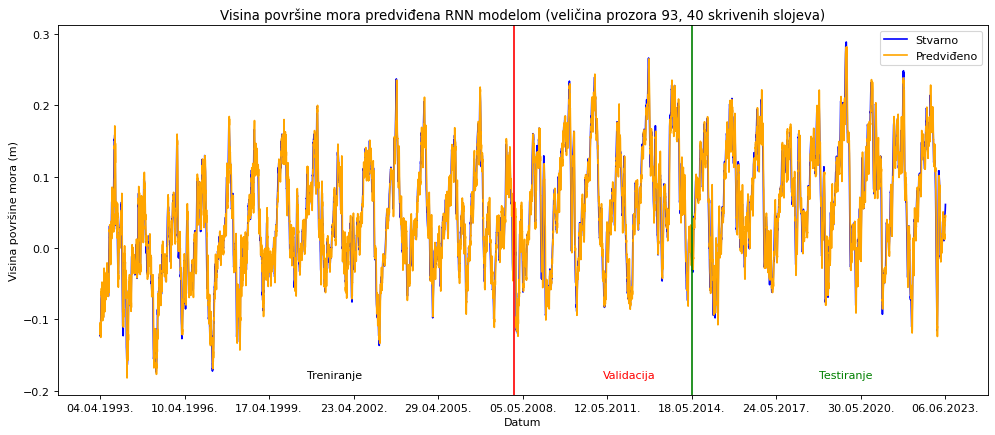 Visina površine mora predviđena RNN modelom (veličina prozora 93, 40 skrivenih slojeva)
Stvarno
Predviđeno
Visina površine mora (m)
0.3
0.2
0.1
0.0
−0.1
−0.2
Treniranje
Validacija
Testiranje
04.04.1993.
10.04.1996.
17.04.1999.
23.04.2002.
29.04.2005.
05.05.2008.
12.05.2011.
18.05.2014.
24.05.2017.
30.05.2020.
06.06.2023.
Datum